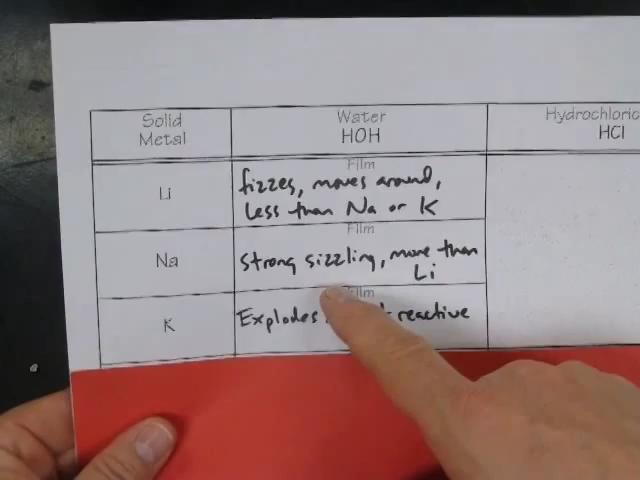 Solid
Metal
Water
HOH
Hydrochloric
HCl
Li
Film
fizzes, moves around,
less than Na or K
Na
Film
Strong sizzling, more than
Li
K
Film
Explodes reactive